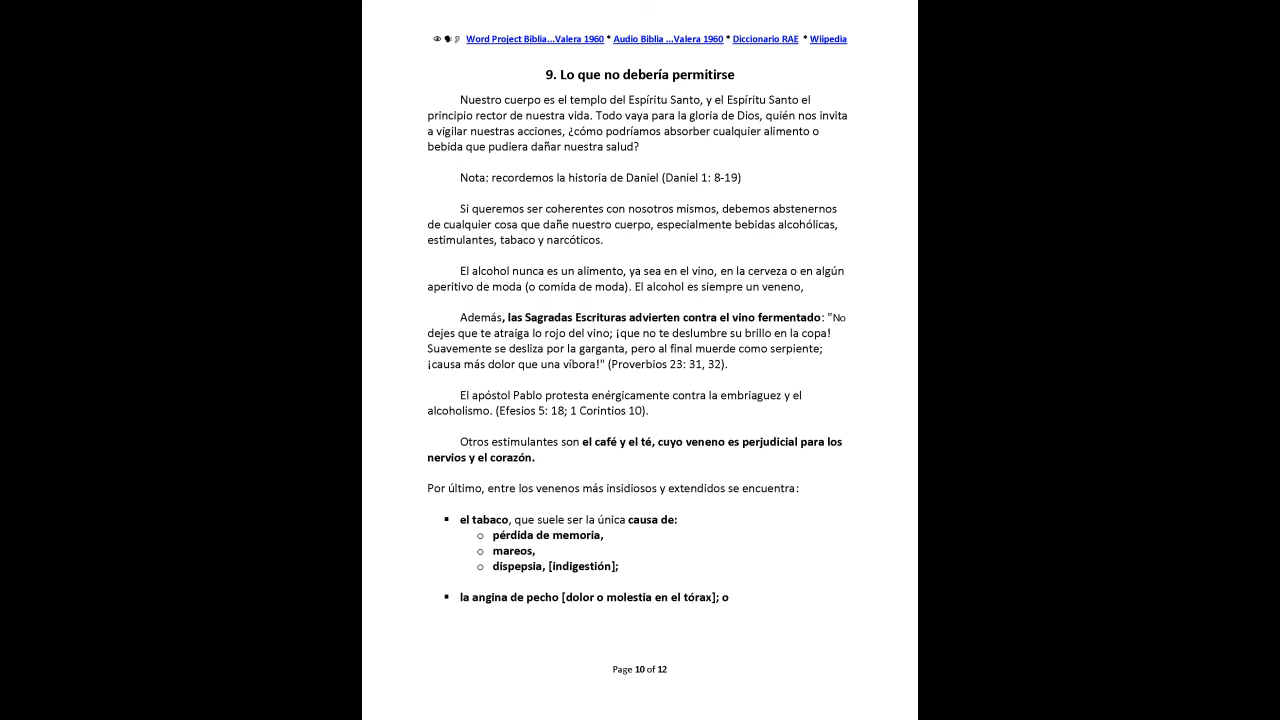 Word Project Biblia...Valera 1960 * Audio Biblia ...Valera 1960 * Diccionario RAE * Wiipedia
9. Lo que no debería permitirse
Nuestro cuerpo es el templo del Espíritu Santo, y el Espíritu Santo el
principio rector de nuestra vida. Todo vaya para la gloria de Dios, quién nos invita
a vigilar nuestras acciones, ¿cómo podríamos absorber cualquier alimento o
bebida que pudiera dañar nuestra salud?
Nota: recordemos la historia de Daniel (Daniel 1: 8-19)
Si queremos ser coherentes con nosotros mismos, debemos abstenernos
de cualquier cosa que dañe nuestro cuerpo, especialmente bebidas alcohólicas,
estimulantes, tabaco y narcóticos.
El alcohol nunca es un alimento, ya sea en el vino, en la cerveza o en algún
aperitivo de moda (o comida de moda). El alcohol es siempre un veneno,
Además, las Sagradas Escrituras advierten contra el vino fermentado: "No
dejes que te atraiga lo rojo del vino; ¡que no te deslumbre su brillo en la copa!
Suavemente se desliza por la garganta, pero al final muerde como serpiente;
¡causa más dolor que una víbora!" (Proverbios 23: 31, 32).
El apóstol Pablo protesta enérgicamente contra la embriaguez y el
alcoholismo. (Efesios 5: 18; 1 Corintios 10).
Otros estimulantes son el café y el té, cuyo veneno es perjudicial para los
nervios y el corazón.
Por último, entre los venenos más insidiosos y extendidos se encuentra:
▪ el tabaco, que suele ser la única causa de:
o pérdida de memoria,
o mareos,
o dispepsia, [indigestión];
▪ la angina de pecho [dolor o molestia en el tórax]; o
Page 10 of 12